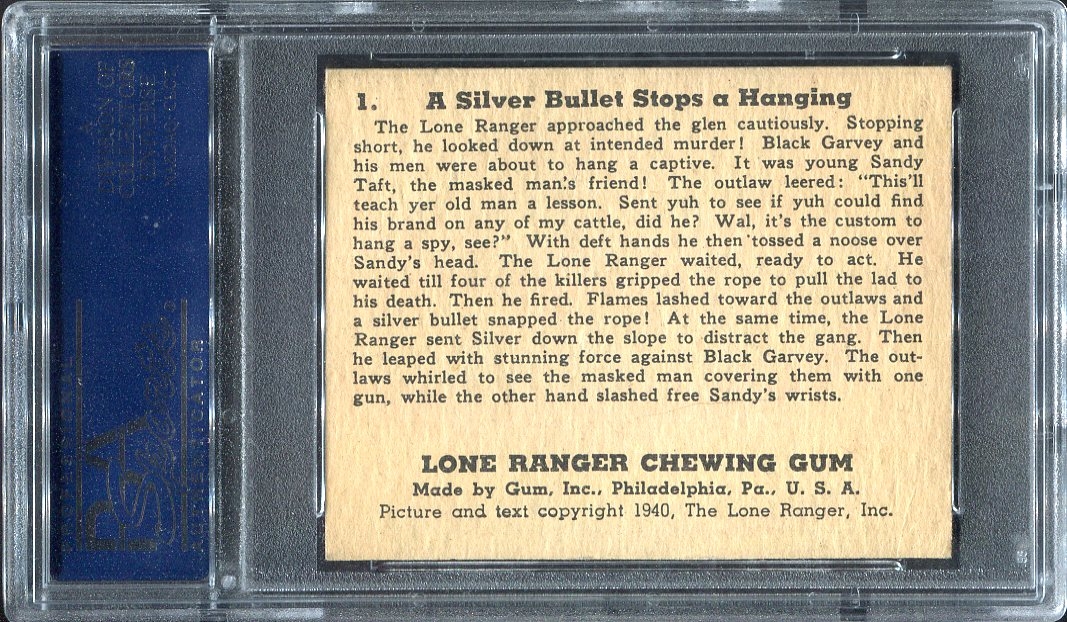 1. A Silver Bullet Stops a Hanging
The Lone Ranger approached the glen cautiously. Stopping
short, he looked down at intended murder! Black Garvey and
his men were about to hang a captive. It was young Sandy
Taft, the masked man's friend! The outlaw leered: “This'll
teach yer old man a lesson. Sent yuh to see if yuh could find
his brand on any of my cattle, did he? Wal, it's the custom to
hang a spy, see?” With deft hands he then tossed a noose over
Sandy's head. The Lone Ranger waited, ready to act. He
waited till four of the killers gripped the rope to pull the lad to
his death. Then he fired. Flames lashed toward the outlaws and
a silver bullet snapped the rope! At the same time, the Lone
Ranger sent Silver down the slope to distract the gang. Then
he leaped with stunning force against Black Garvey. The out-
laws whirled to see the masked man covering them with one
gun, while the other hand slashed free Sandy's wrists.
LONE RANGER CHEWING GUM
Made by Gum, Inc., Philadelphia, Pa., U. S. A.
Picture and text copyright 1940, The Lone Ranger, Inc.
PSA